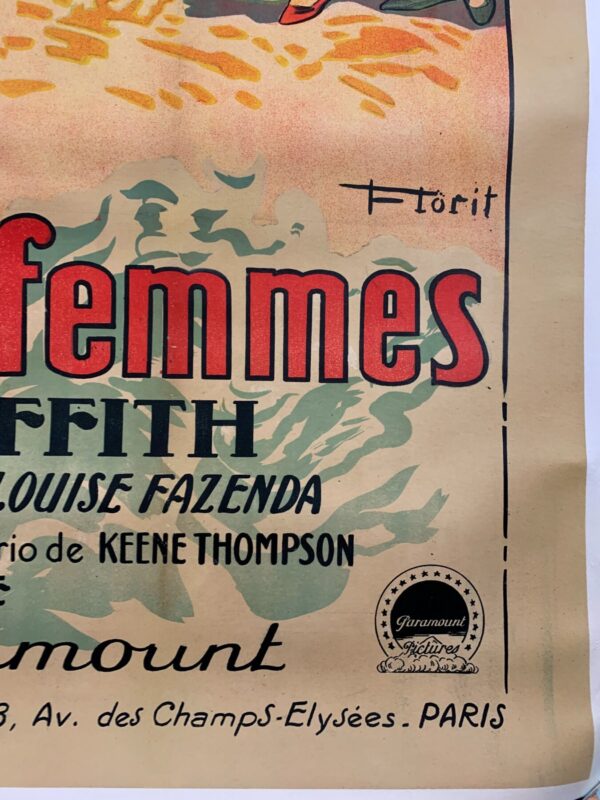 Florit
femmes
FFITH
LOUISE FAZENDA
rio de KEENE THOMPSON
mount
Paramount
Pictures
3, Av. des Champs-Elysées. PARIS